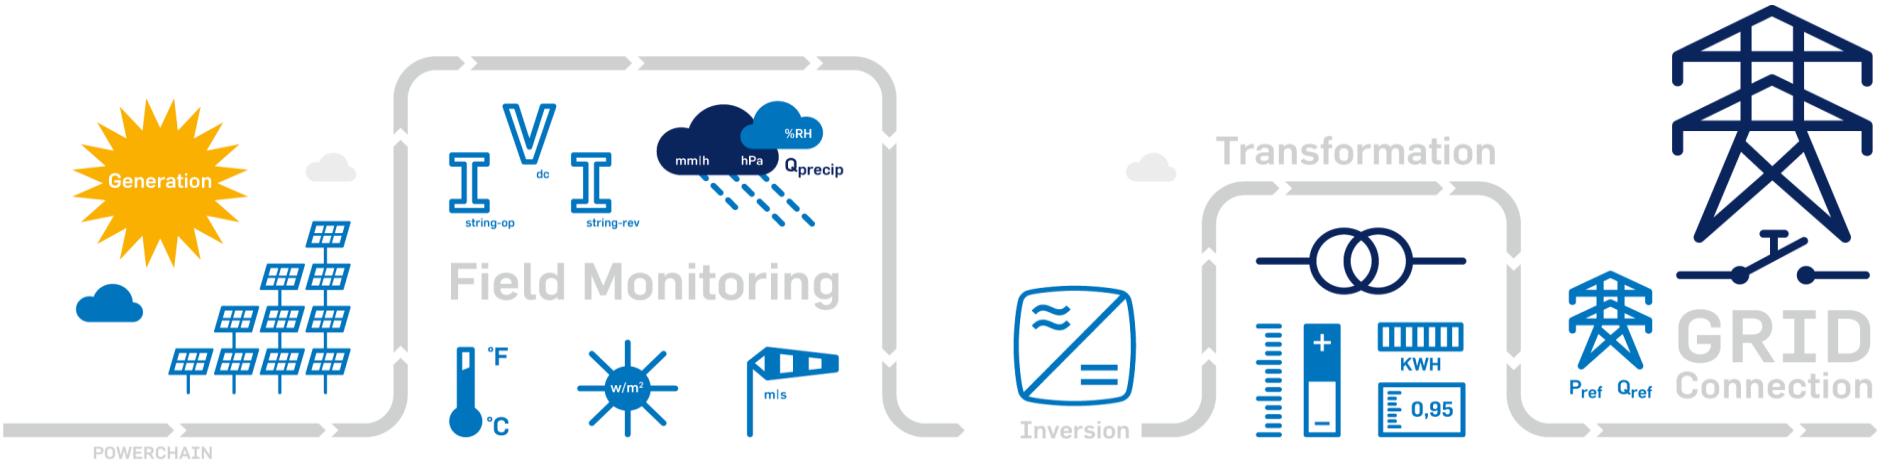 Generation
POWERCHAIN
V
dc
I
string-op
I
string-rev
%RH
mm|h
hPa
Qprecip
Field Monitoring
°F
°C
w/m²
m|s
Inversion
Transformation
+
−
KWH
0,95
Pref Qref
GRID
Connection